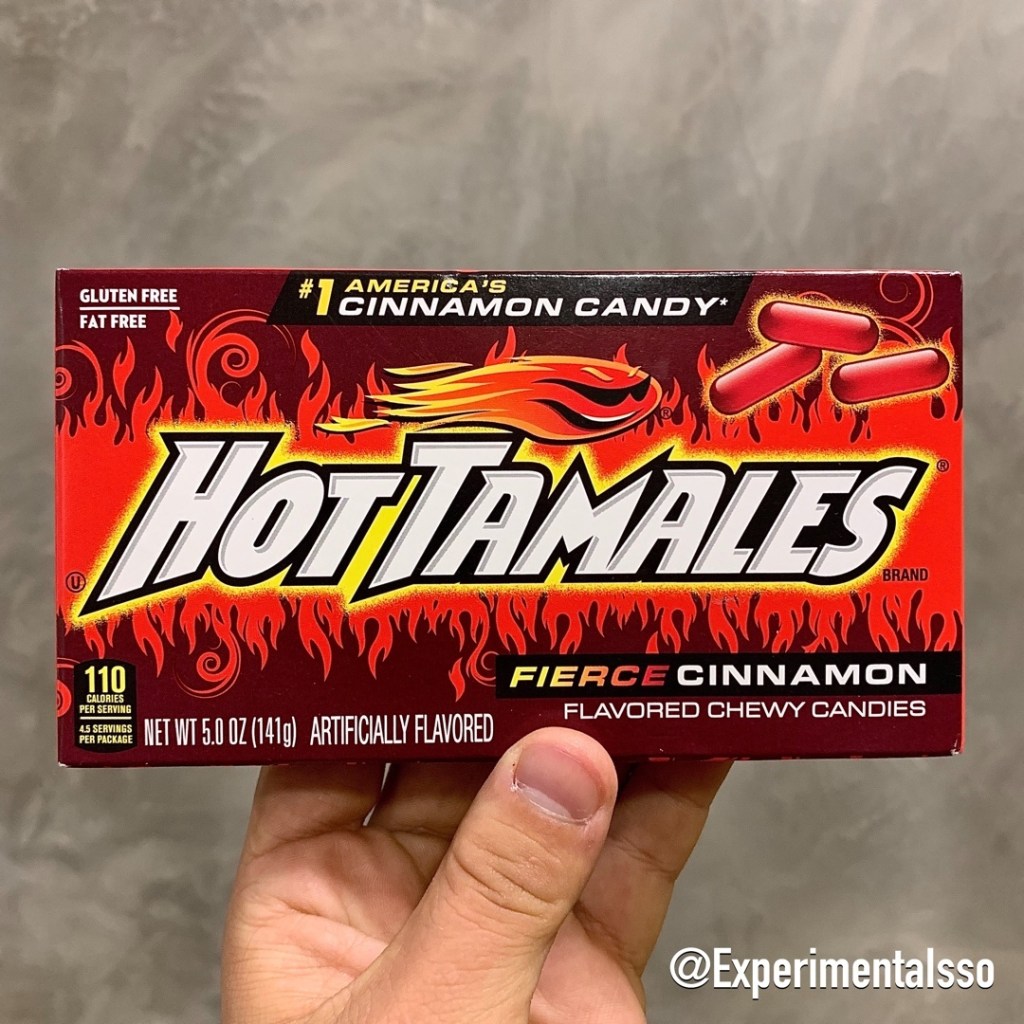 GLUTEN FREE
FAT FREE
#1 AMERICA'S
CINNAMON CANDY*
HOT TAMALES
®
®
U
BRAND
FIERCE CINNAMON
FLAVORED CHEWY CANDIES
110
CALORIES
PER SERVING
4.5 SERVINGS
PER PACKAGE
NET WT 5.0 OZ (141g) ARTIFICIALLY FLAVORED
@Experimentalsso